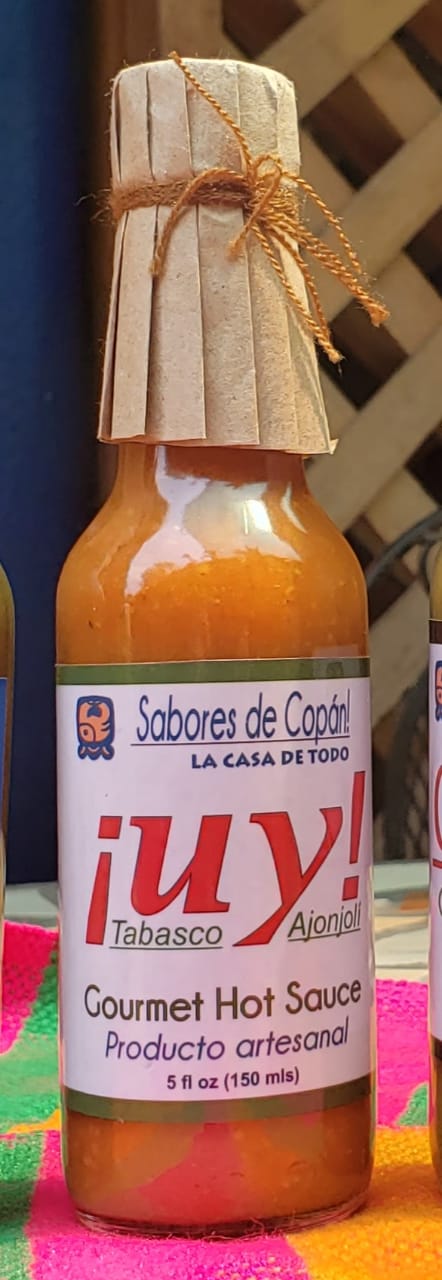 Sabores de Copán!
LA CASA DE TODO
¡uy!
Tabasco
Ajonjolí
Gourmet Hot Sauce
Producto artesanal
5 fl oz (150 mls)